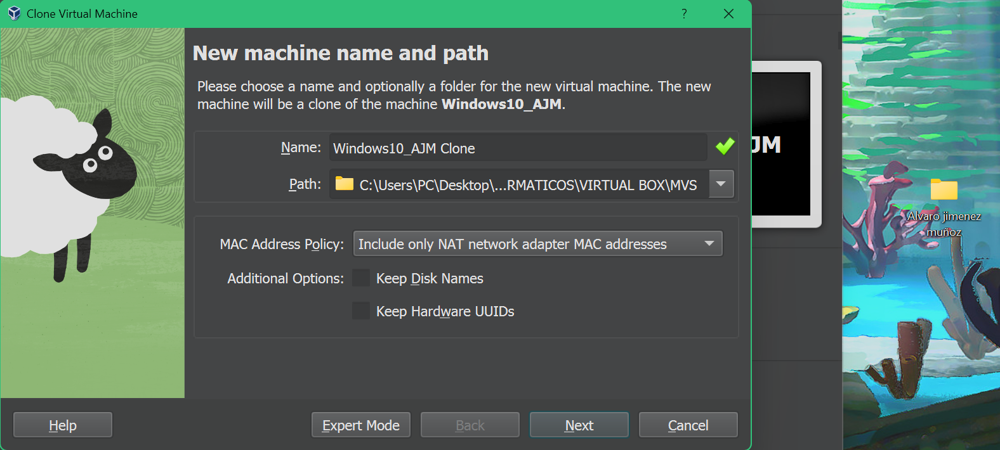 Clone Virtual Machine
?
New machine name and path
Please choose a name and optionally a folder for the new virtual machine. The new
machine will be a clone of the machine Windows10_AJM.
Name: Windows10_AJM Clone
Path: C:\Users\PC\Desktop\...RMATICOS\VIRTUAL BOX\MVS
MAC Address Policy: Include only NAT network adapter MAC addresses
Additional Options: Keep Disk Names
Keep Hardware UUIDs
Help
Expert Mode
Back
Next
Cancel
JM
Alvaro jimenez
muñoz